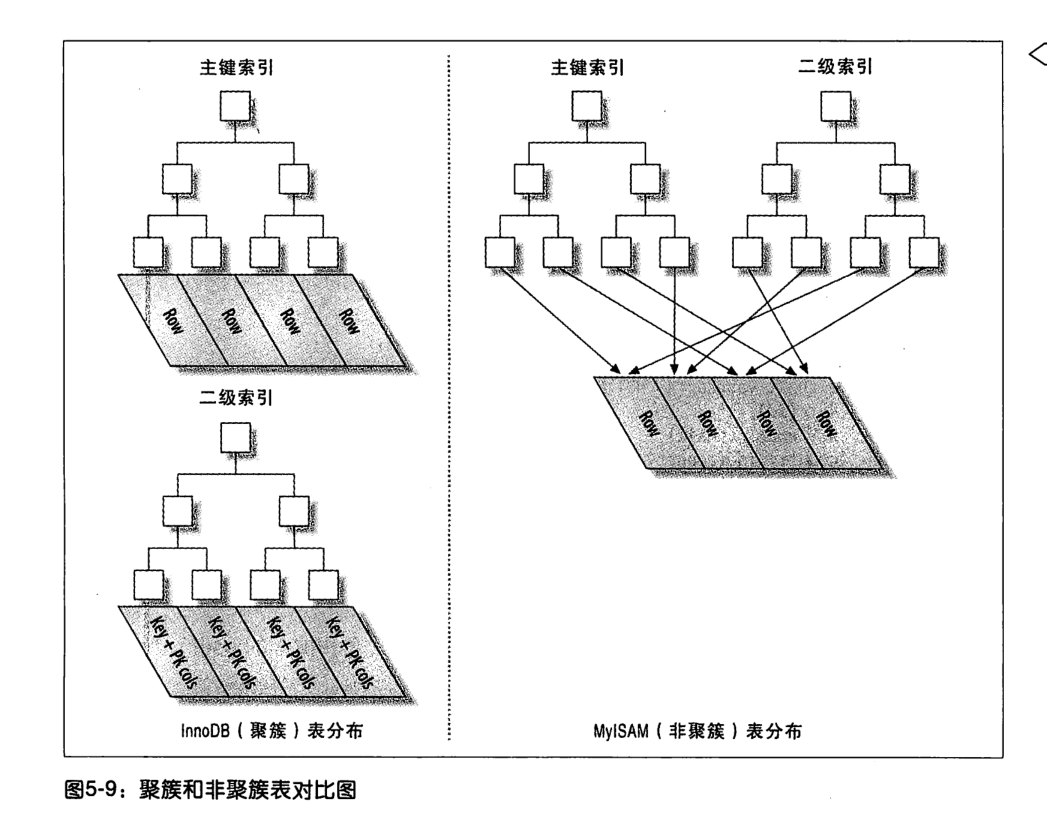 主键索引
Row Row Row Row
二级索引
Key + PK cols Key + PK cols Key + PK cols Key + PK cols
InnoDB（聚簇）表分布
主键索引 二级索引
Row Row Row Row
MyISAM（非聚簇）表分布
图5-9：聚簇和非聚簇表对比图